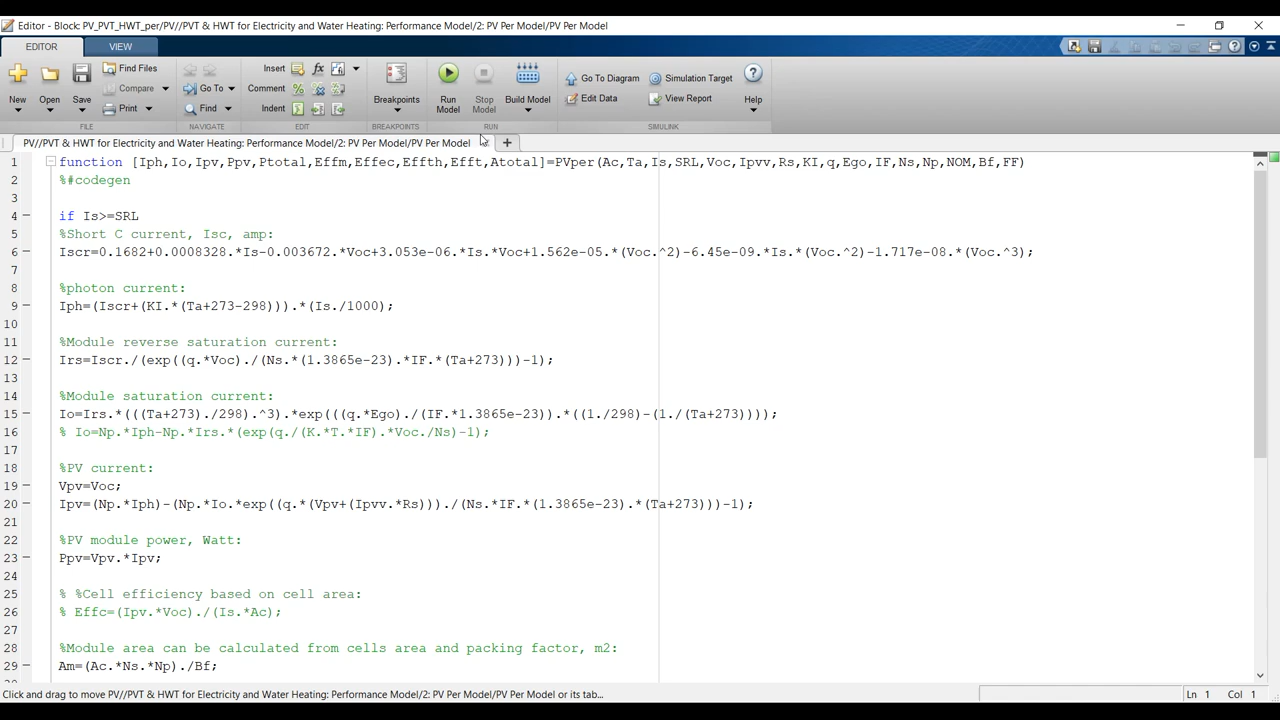 Editor - Block: PV_PVT_HWT_per/PV//PVT & HWT for Electricity and Water Heating: Performance Model/2: PV Per Model/PV Per Model
EDITOR VIEW
New Open Save Find Files Compare Print
FILE
Go To Find
NAVIGATE
Insert Comment Indent
EDIT
Breakpoints
BREAKPOINTS
Run Model Stop Model Build Model
RUN
Go To Diagram Simulation Target Edit Data View Report Help
SIMULINK
PV//PVT & HWT for Electricity and Water Heating: Performance Model/2: PV Per Model/PV Per Model
1 function [Iph,Io,Ipv,Ppv,Ptotal,Effm,Effec,Effth,Efft,Atotal]=PVper(Ac,Ta,Is,SRL,Voc,Ipvv,Rs,KI,q,Ego,IF,Ns,Np,NOM,Bf,FF)
2 %#codegen
3
4 if Is>=SRL
5 %Short C current, Isc, amp:
6 Iscr=0.1682+0.0008328.*Is-0.003672.*Voc+3.053e-06.*Is.*Voc+1.562e-05.*(Voc.^2)-6.45e-09.*Is.*(Voc.^2)-1.717e-08.*(Voc.^3);
7
8 %photon current:
9 Iph=(Iscr+(KI.*(Ta+273-298))).*(Is./1000);
10
11 %Module reverse saturation current:
12 Irs=Iscr./(exp((q.*Voc)./(Ns.*(1.3865e-23).*IF.*(Ta+273)))-1);
13
14 %Module saturation current:
15 Io=Irs.*(((Ta+273)./298).^3).*exp(((q.*Ego)./(IF.*1.3865e-23)).*((1./298)-(1./(Ta+273))));
16 % Io=Np.*Iph-Np.*Irs.*(exp(q./(K.*T.*IF).*Voc./Ns)-1);
17
18 %PV current:
19 Vpv=Voc;
20 Ipv=(Np.*Iph)-(Np.*Io.*exp((q.*(Vpv+(Ipvv.*Rs)))./(Ns.*IF.*(1.3865e-23).*(Ta+273)))-1);
21
22 %PV module power, Watt:
23 Ppv=Vpv.*Ipv;
24
25 % %Cell efficiency based on cell area:
26 % Effc=(Ipv.*Voc)./(Is.*Ac);
27
28 %Module area can be calculated from cells area and packing factor, m2:
29 Am=(Ac.*Ns.*Np)./Bf;
Click and drag to move PV//PVT & HWT for Electricity and Water Heating: Performance Model/2: PV Per Model/PV Per Model or its tab...
Ln 1 Col 1